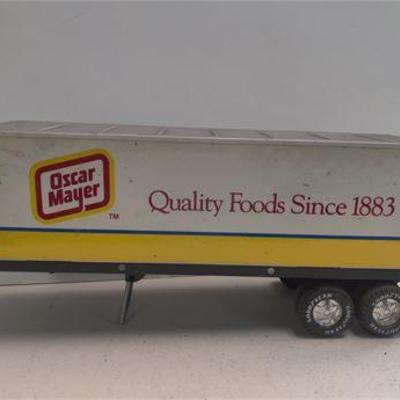 Oscar
Mayer
TM
Quality Foods Since 1883